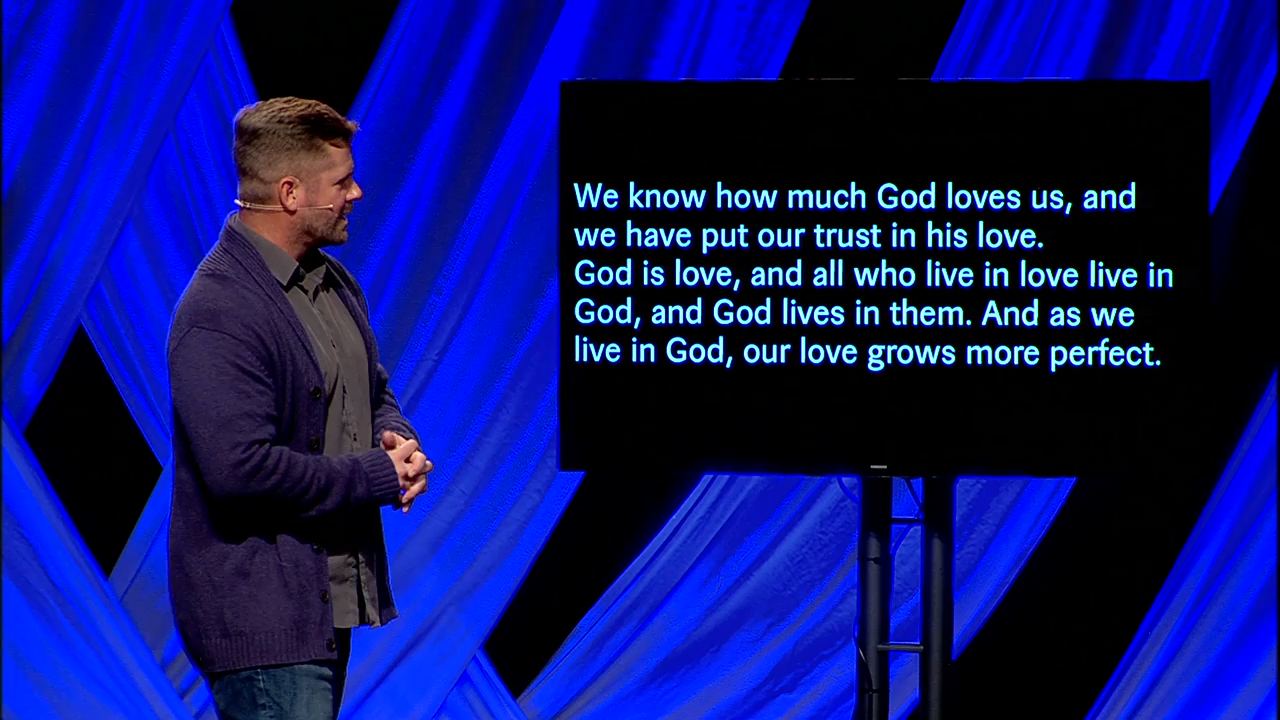 We know how much God loves us, and
we have put our trust in his love.
God is love, and all who live in love live in
God, and God lives in them. And as we
live in God, our love grows more perfect.